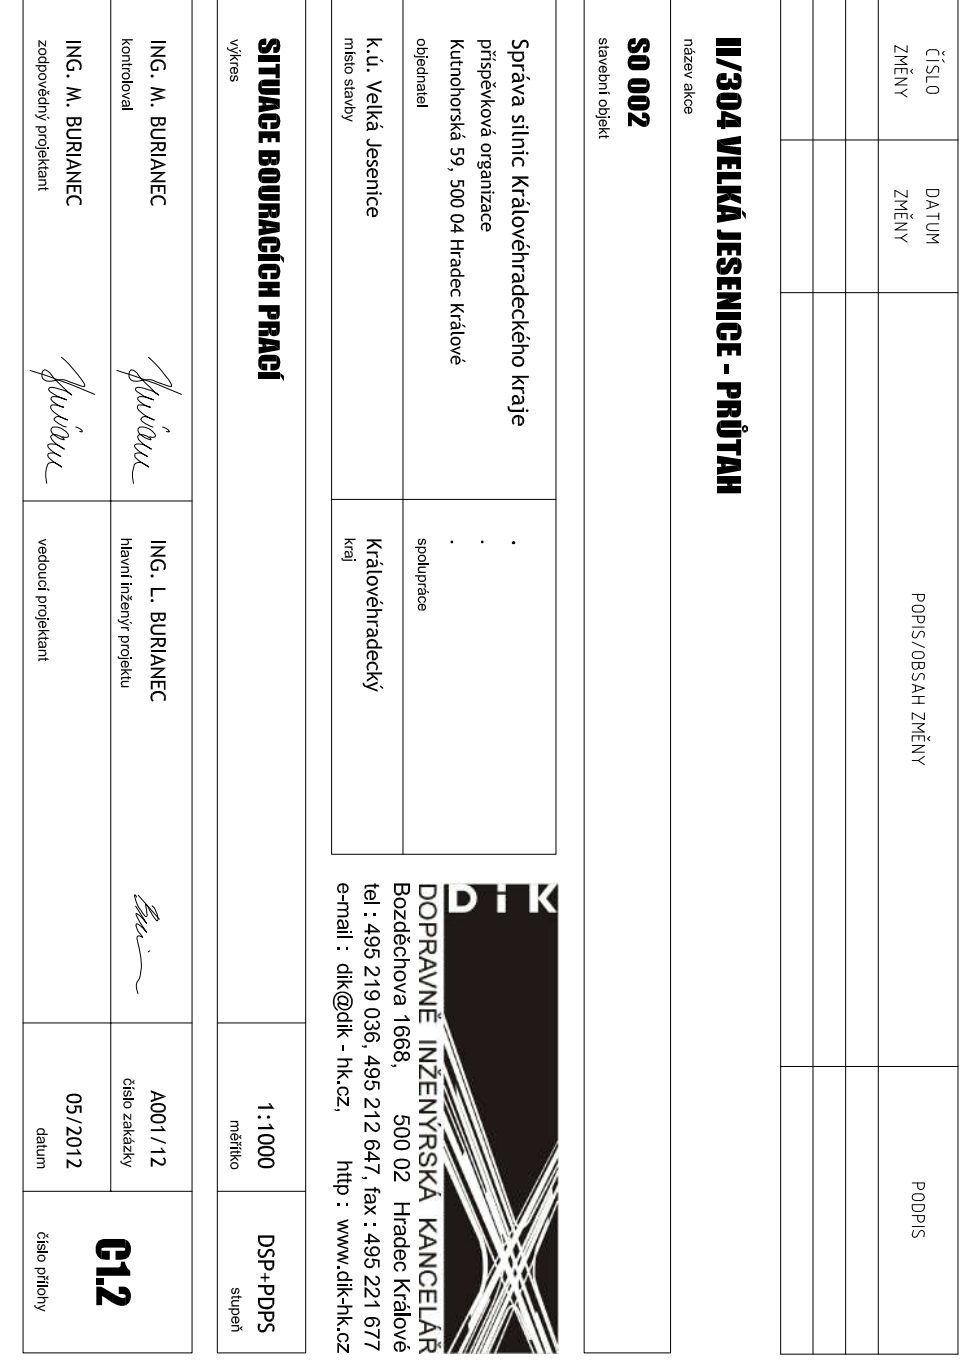 ČÍSLO
ZMĚNY
DATUM
ZMĚNY
POPIS/OBSAH ZMĚNY
PODPIS
II/304 VELKÁ JESENICE - PRŮTAH
název akce
SO 002
stavební objekt
Správa silnic Královéhradeckého kraje
příspěvková organizace
Kutnohorská 59, 500 04 Hradec Králové
objednatel
.
.
.
spolupráce
k.ú. Velká Jesenice
místo stavby
Královéhradecký
kraj
DiK
DOPRAVNĚ INŽENÝRSKÁ KANCELÁŘ
Bozděchova 1668, 500 02 Hradec Králové
tel : 495 219 036, 495 212 647, fax : 495 221 677
e-mail : dik@dik - hk.cz, http : www.dik-hk.cz
SITUACE BOURACÍCH PRACÍ
výkres
1:1000
měřítko
DSP+PDPS
stupeň
ING. M. BURIANEC
kontroloval
ING. L. BURIANEC
hlavní inženýr projektu
A001/12
číslo zakázky
ING. M. BURIANEC
zodpovědný projektant
vedoucí projektant
05/2012
datum
C1.2
číslo přílohy